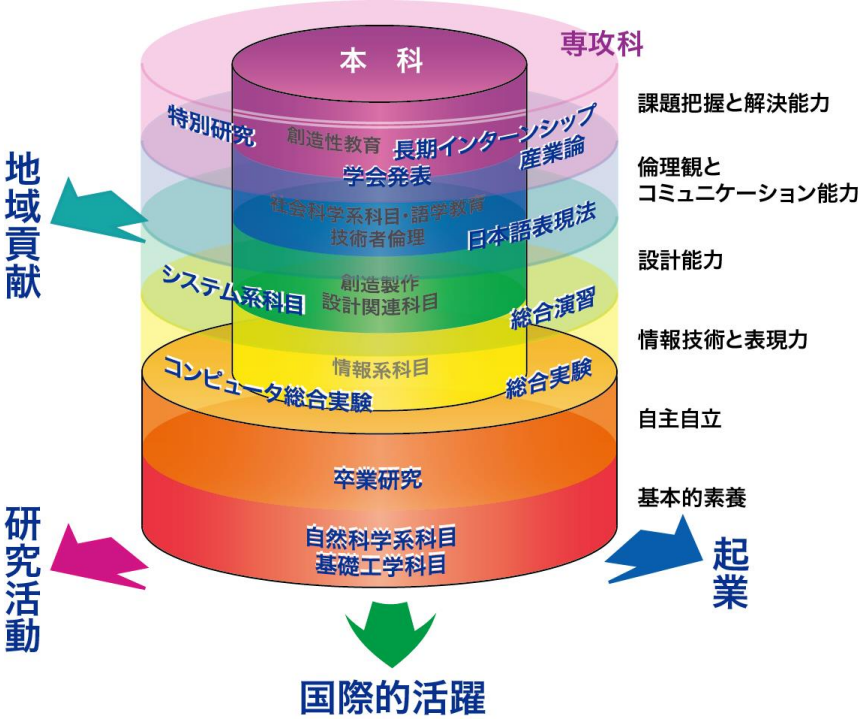 本 科
専攻科
課題把握と解決能力
特別研究
創造性教育
長期インターンシップ
産業論
学会発表
倫理観と
コミュニケーション能力
地域貢献
社会科学系科目・語学教育
技術者倫理
日本語表現法
設計能力
システム系科目
創造製作
設計関連科目
総合演習
情報技術と表現力
情報系科目
コンピュータ総合実験
総合実験
自主自立
卒業研究
基本的素養
自然科学系科目
基礎工学科目
研究活動
起業
国際的活躍